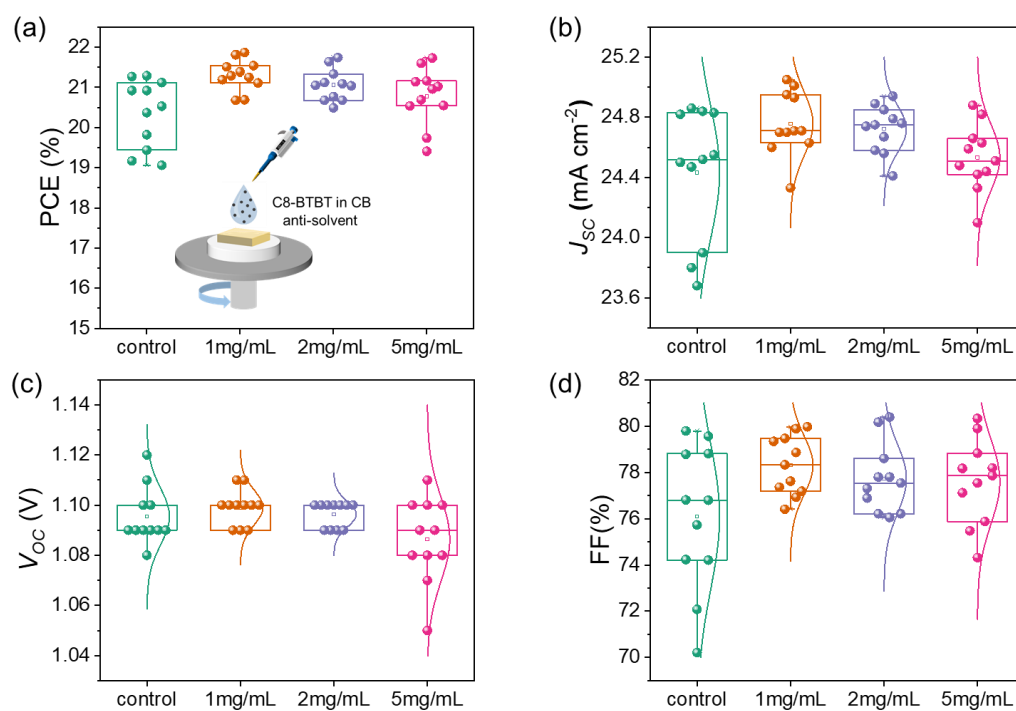 (a)
22
21
20
19
18
17
16
15
PCE (%)
C8-BTBT in CB
anti-solvent
control 1mg/mL 2mg/mL 5mg/mL
(b)
25.2
24.8
24.4
24.0
23.6
JSC (mA cm-2)
control 1mg/mL 2mg/mL 5mg/mL
(c)
1.14
1.12
1.10
1.08
1.06
1.04
VOC (V)
control 1mg/mL 2mg/mL 5mg/mL
(d)
82
80
78
76
74
72
70
FF(%)
control 1mg/mL 2mg/mL 5mg/mL